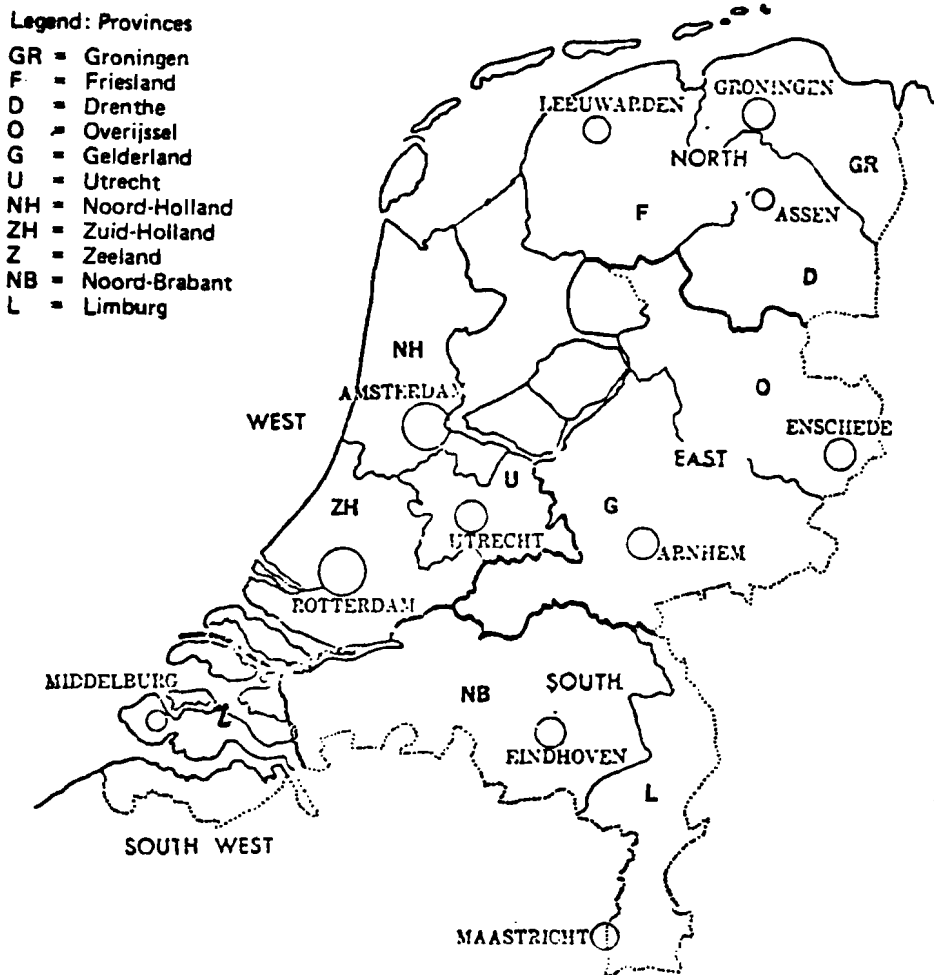 Legend: Provinces
GR = Groningen
F = Friesland
D = Drenthe
O = Overijssel
G = Gelderland
U = Utrecht
NH = Noord-Holland
ZH = Zuid-Holland
Z = Zeeland
NB = Noord-Brabant
L = Limburg
GRONINGEN
LEEUWARDEN
NORTH
GR
F
ASSEN
D
NH
AMSTERDAM
O
WEST
ENSCHEDE
EAST
U
ZH
G
UTRECHT
ARNHEM
ROTTERDAM
MIDDELBURG
NB
SOUTH
EINDHOVEN
L
SOUTH WEST
MAASTRICHT